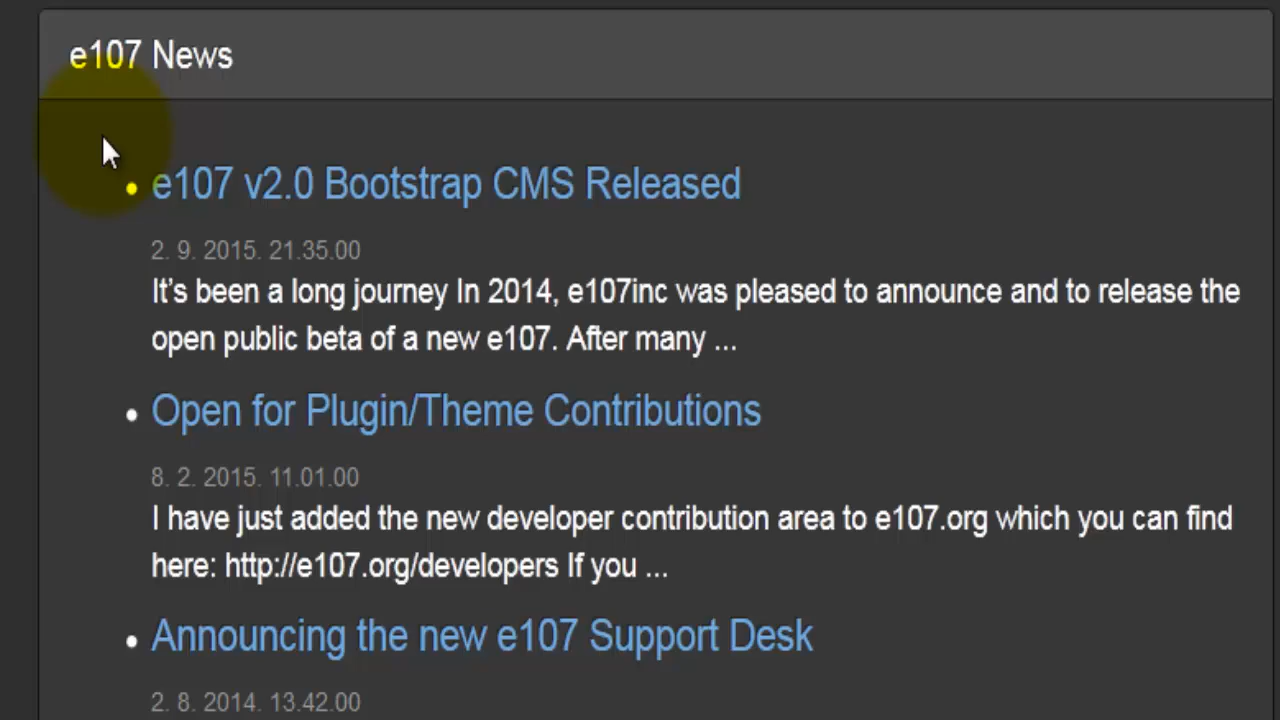 e107 News
e107 v2.0 Bootstrap CMS Released
2. 9. 2015. 21.35.00
It's been a long journey In 2014, e107inc was pleased to announce and to release the
open public beta of a new e107. After many ...
Open for Plugin/Theme Contributions
8. 2. 2015. 11.01.00
I have just added the new developer contribution area to e107.org which you can find
here: http://e107.org/developers If you ...
Announcing the new e107 Support Desk
2. 8. 2014. 13.42.00